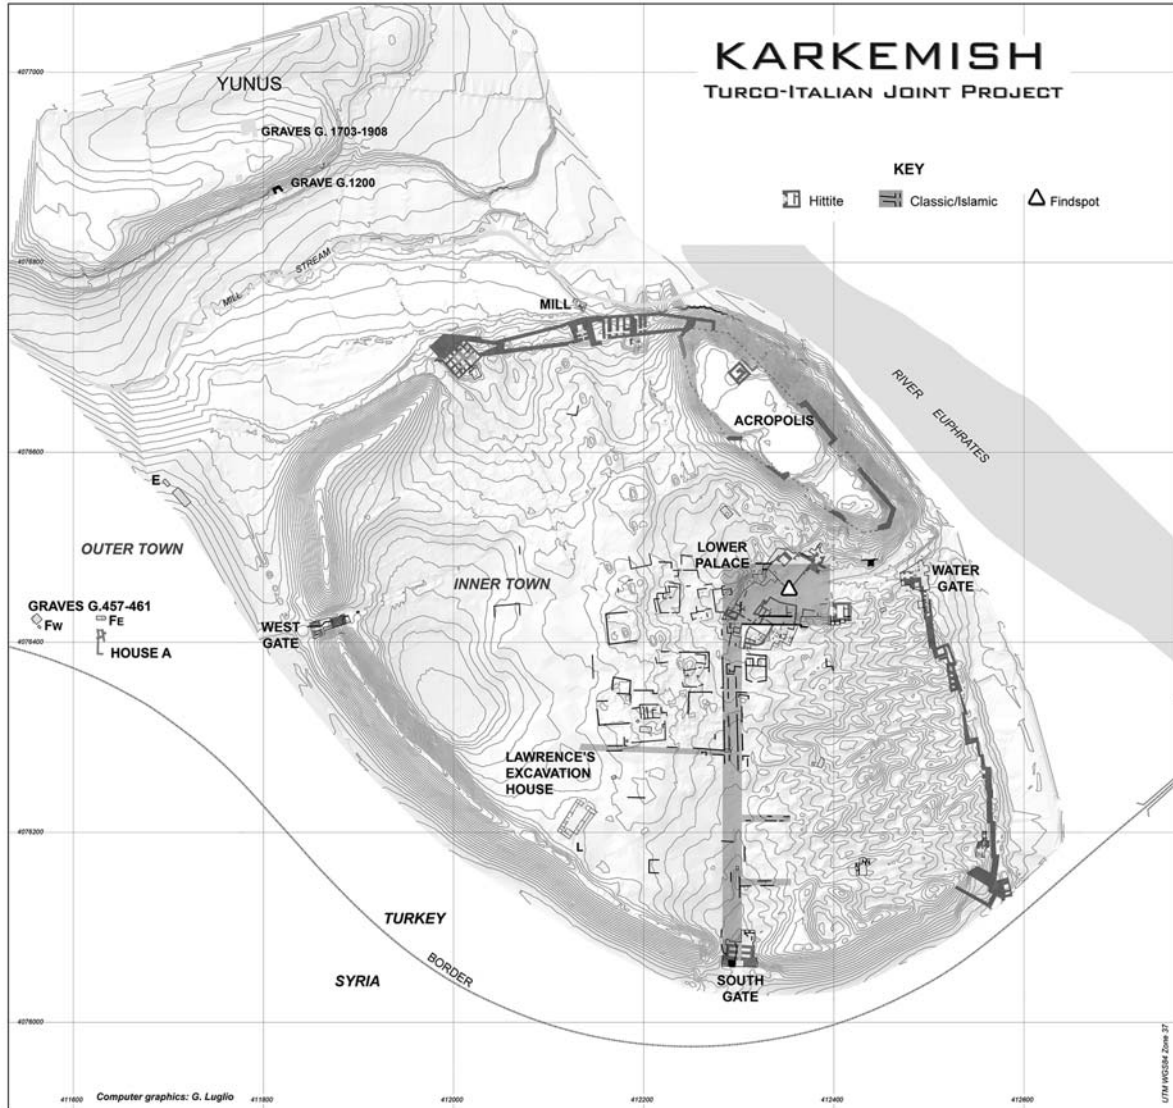 KARKEMISH
TURCO-ITALIAN JOINT PROJECT
KEY
Hittite
Classic/Islamic
Findspot
YUNUS
GRAVES G. 1703-1908
GRAVE G.1200
MILL STREAM
MILL
RIVER EUPHRATES
ACROPOLIS
E
OUTER TOWN
INNER TOWN
LOWER
PALACE
WATER
GATE
GRAVES G.457-461
FW
FE
HOUSE A
WEST
GATE
LAWRENCE'S
EXCAVATION
HOUSE
L
TURKEY
BORDER
SYRIA
SOUTH
GATE
4077000
4076800
4076600
4076400
4076200
4076000
411600
411800
412000
412200
412400
412600
Computer graphics: G. Luglio
UTM WGS84 Zone 37